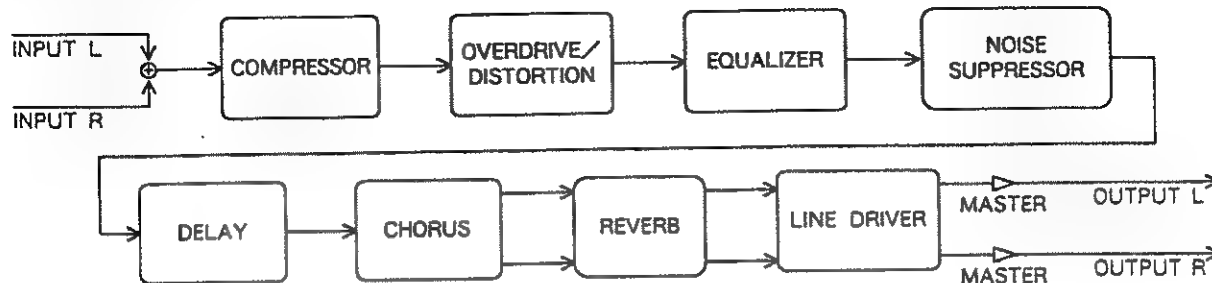 INPUT L
INPUT R
COMPRESSOR
OVERDRIVE/
DISTORTION
EQUALIZER
NOISE
SUPPRESSOR
DELAY
CHORUS
REVERB
LINE DRIVER
MASTER
OUTPUT L
MASTER
OUTPUT R